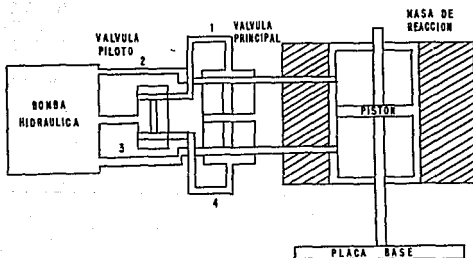 1
VALVULA
PRINCIPAL
MASA DE
REACCION
VALVULA
PILOTO
2
BOMBA
HIDRAULICA
PISTON
3
4
PLACA BASE